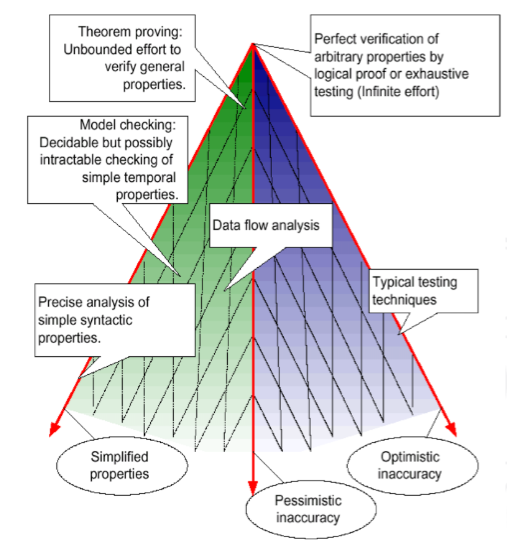 Theorem proving:
Unbounded effort to
verify general
properties.
Perfect verification of
arbitrary properties by
logical proof or exhaustive
testing (Infinite effort)
Model checking:
Decidable but possibly
intractable checking of
simple temporal
properties.
Data flow analysis
Precise analysis of
simple syntactic
properties.
Typical testing
techniques
Simplified
properties
Optimistic
inaccuracy
Pessimistic
inaccuracy